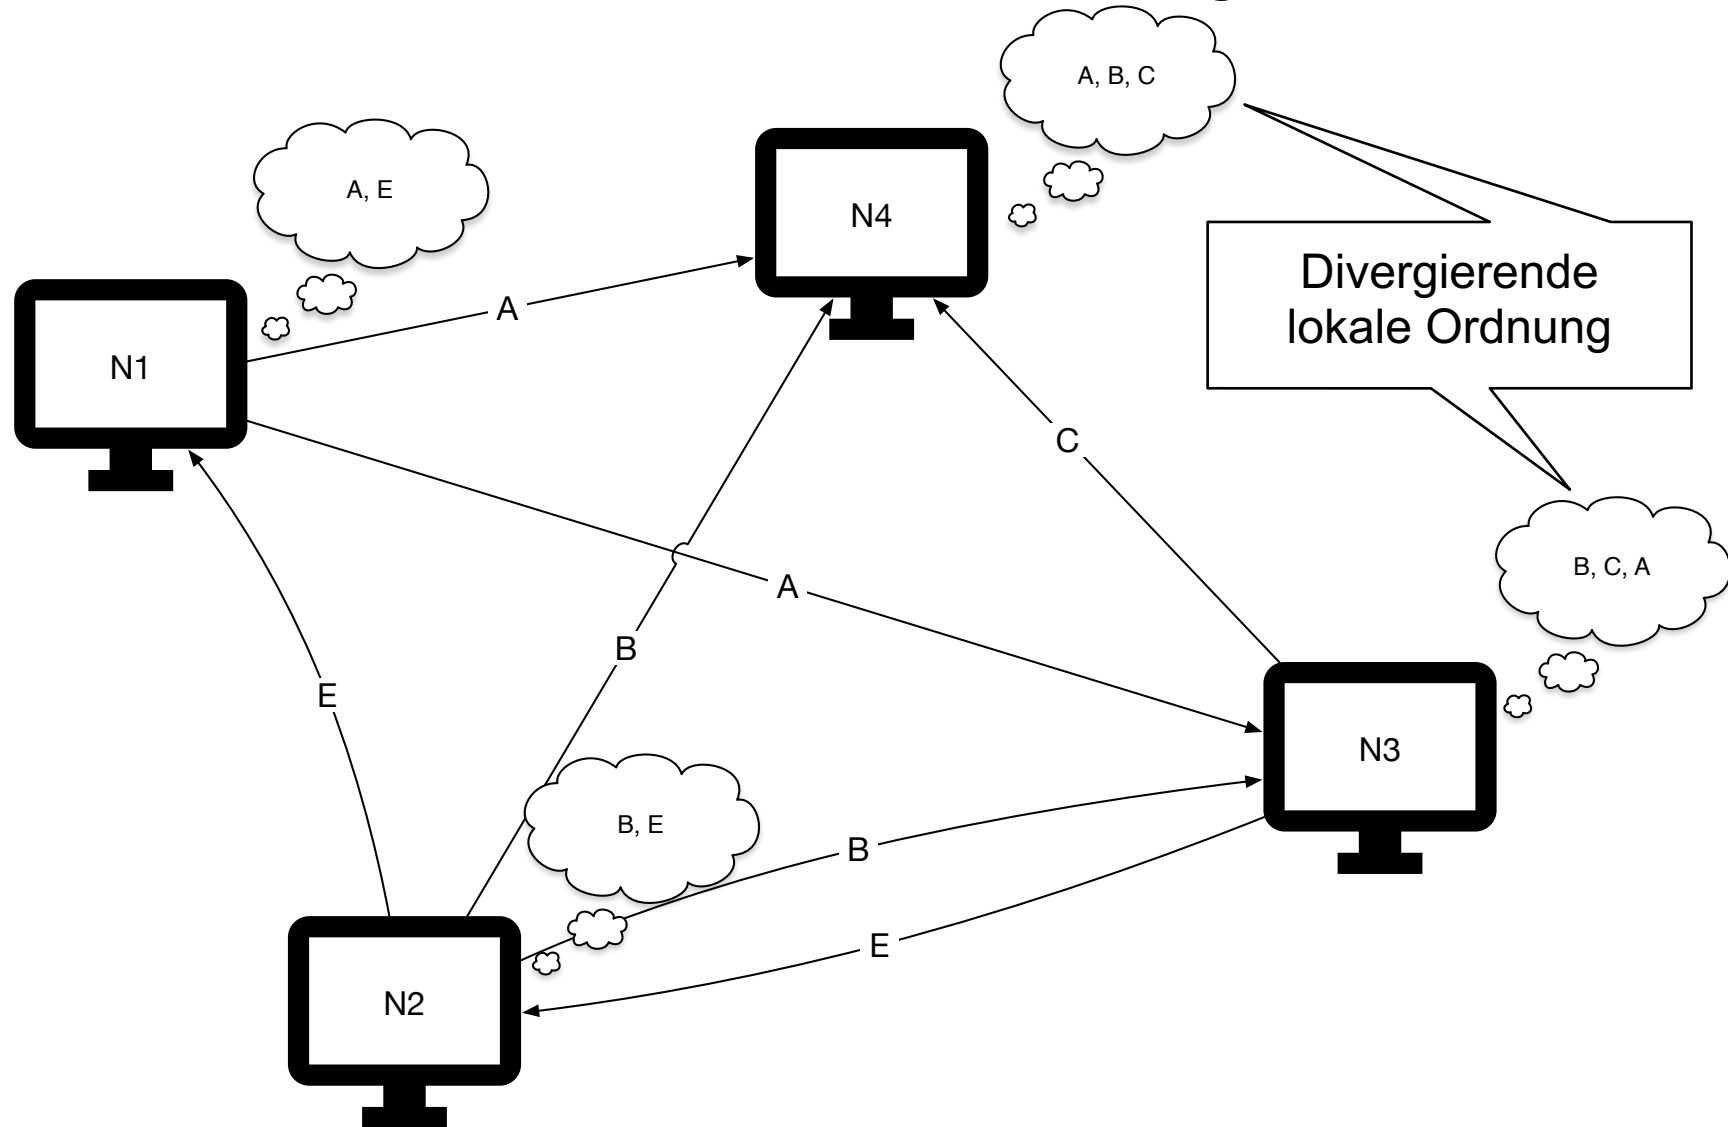 A, B, C
A, E
N4
Divergierende
lokale Ordnung
A
N1
C
B, C, A
A
B
E
N3
B, E
B
E
N2